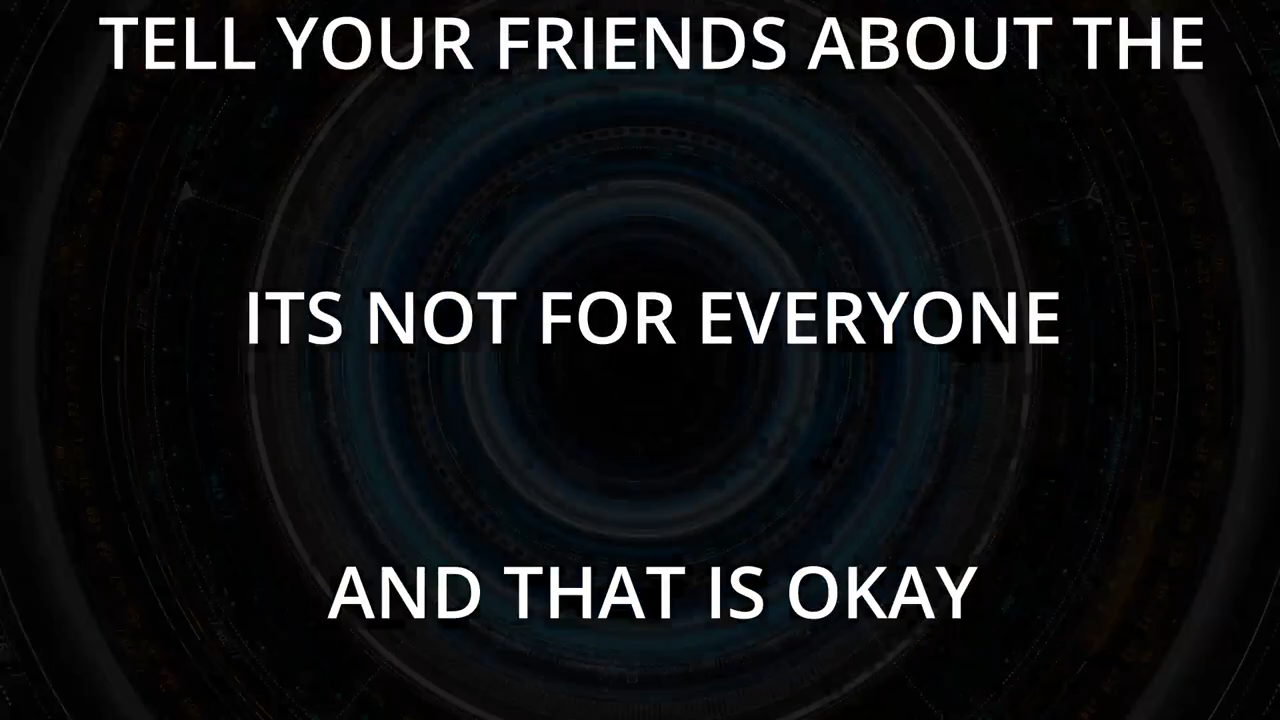 TELL YOUR FRIENDS ABOUT THE
ITS NOT FOR EVERYONE
AND THAT IS OKAY